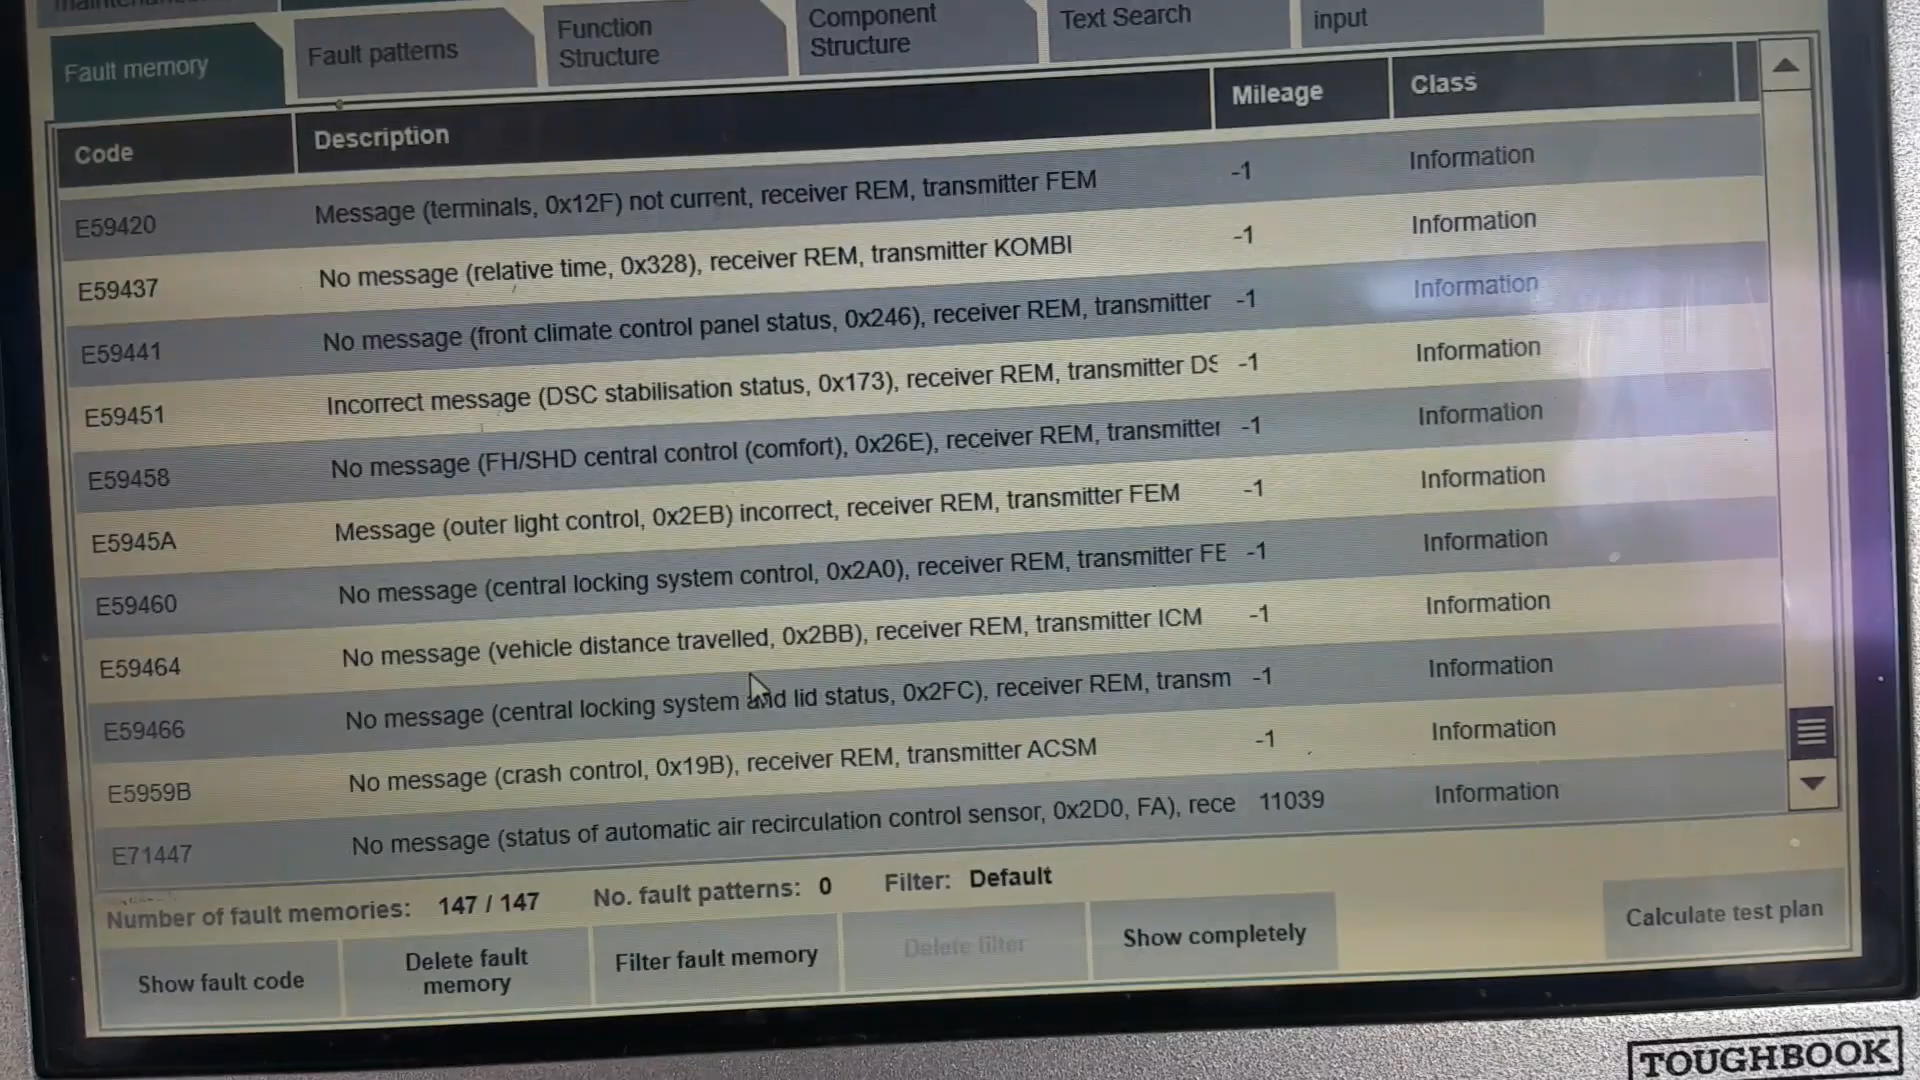 Fault memory
Fault patterns
Function
Structure
Component
Structure
Text Search
input
Code Description Mileage Class
E59420 Message (terminals, 0x12F) not current, receiver REM, transmitter FEM -1 Information
E59437 No message (relative time, 0x328), receiver REM, transmitter KOMBI -1 Information
E59441 No message (front climate control panel status, 0x246), receiver REM, transmitter -1 Information
E59451 Incorrect message (DSC stabilisation status, 0x173), receiver REM, transmitter DS -1 Information
E59458 No message (FH/SHD central control (comfort), 0x26E), receiver REM, transmitter -1 Information
E5945A Message (outer light control, 0x2EB) incorrect, receiver REM, transmitter FEM -1 Information
E59460 No message (central locking system control, 0x2A0), receiver REM, transmitter FE -1 Information
E59464 No message (vehicle distance travelled, 0x2BB), receiver REM, transmitter ICM -1 Information
E59466 No message (central locking system and lid status, 0x2FC), receiver REM, transm -1 Information
E5959B No message (crash control, 0x19B), receiver REM, transmitter ACSM -1 Information
E71447 No message (status of automatic air recirculation control sensor, 0x2D0, FA), rece 11039 Information
Number of fault memories: 147 / 147 No. fault patterns: 0 Filter: Default
Show fault code
Delete fault
memory
Filter fault memory
Delete filter
Show completely
Calculate test plan
TOUGHBOOK